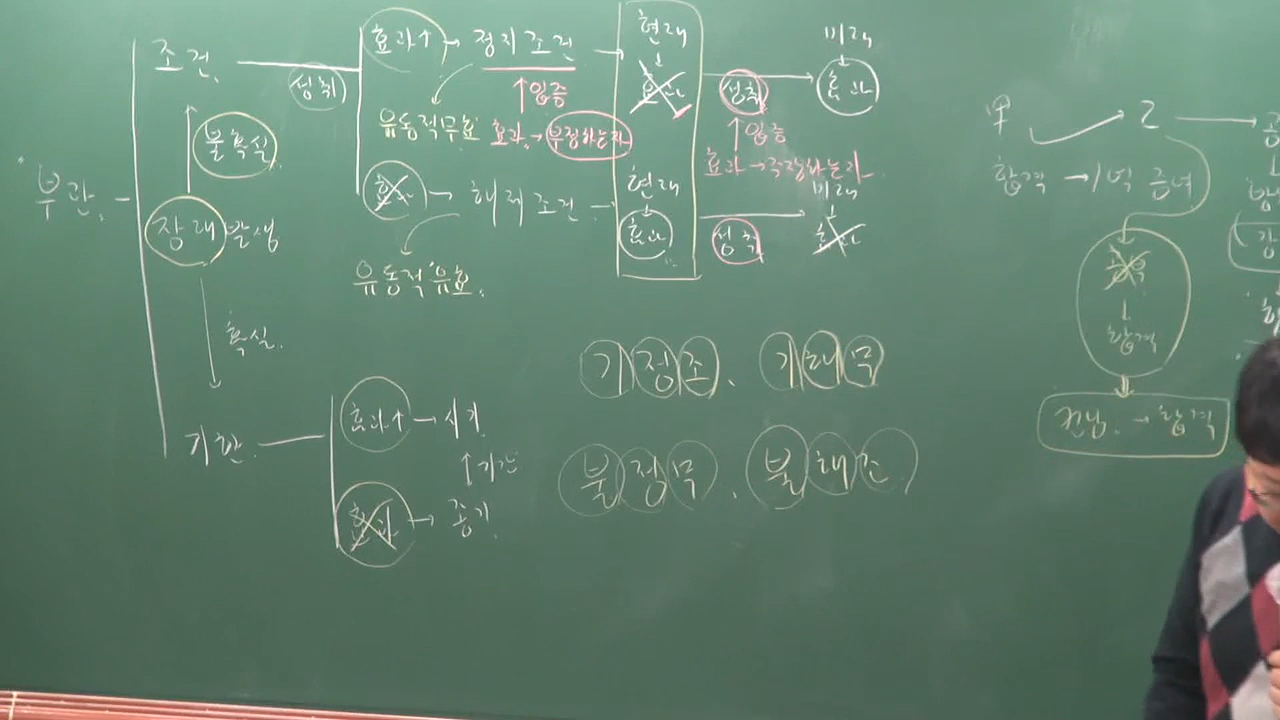 부관
조건
성취
불확실
장래 발생
확실
기한
효과↑ → 정지조건
↑입증
유동적무효
효과 → 부정하는자
효과 → 해제조건
유동적유효
현재
효과
현재
효과
성취
↑입증
효과 → 주장하는자
미래
효과
성취
미래
효과
효과↑ → 시기
↑기간
효과 → 종기
기정조. 기해무
불정무. 불해조
甲 → 乙
합격 → 1억 증여
합격
전남. → 합격